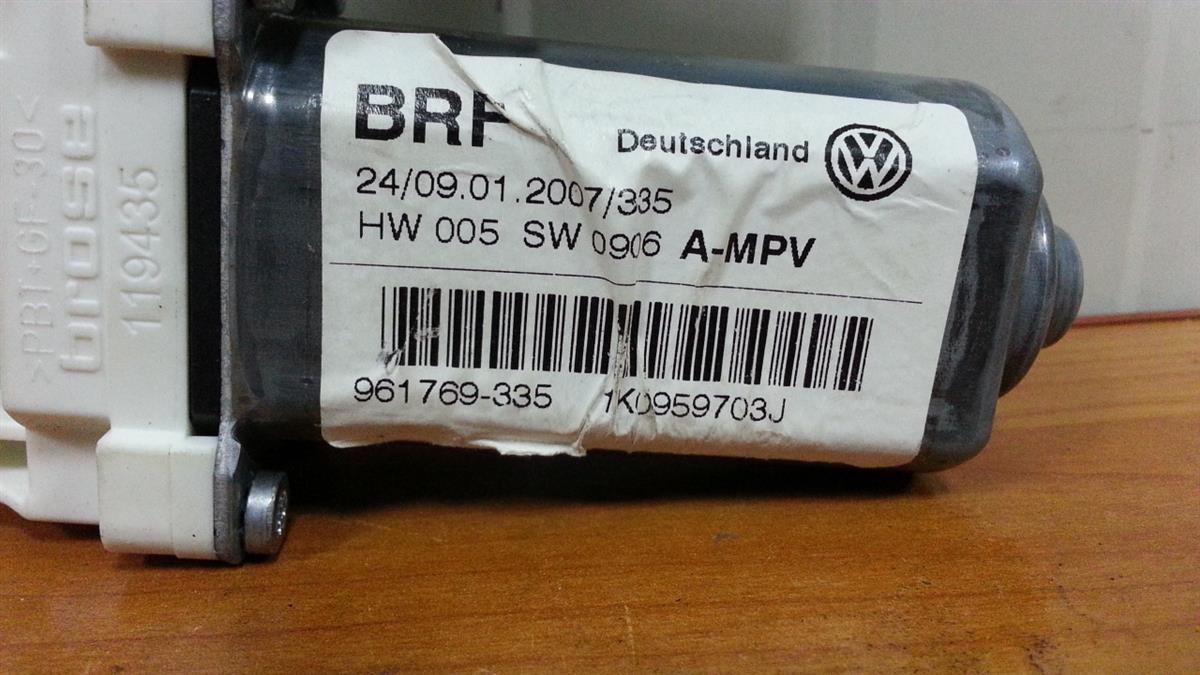 BRF
Deutschland
24/09.01.2007/335
HW 005 SW 0906 A-MPV
961769-335 1K0959703J
>PBT+GF-30<
brose
119435